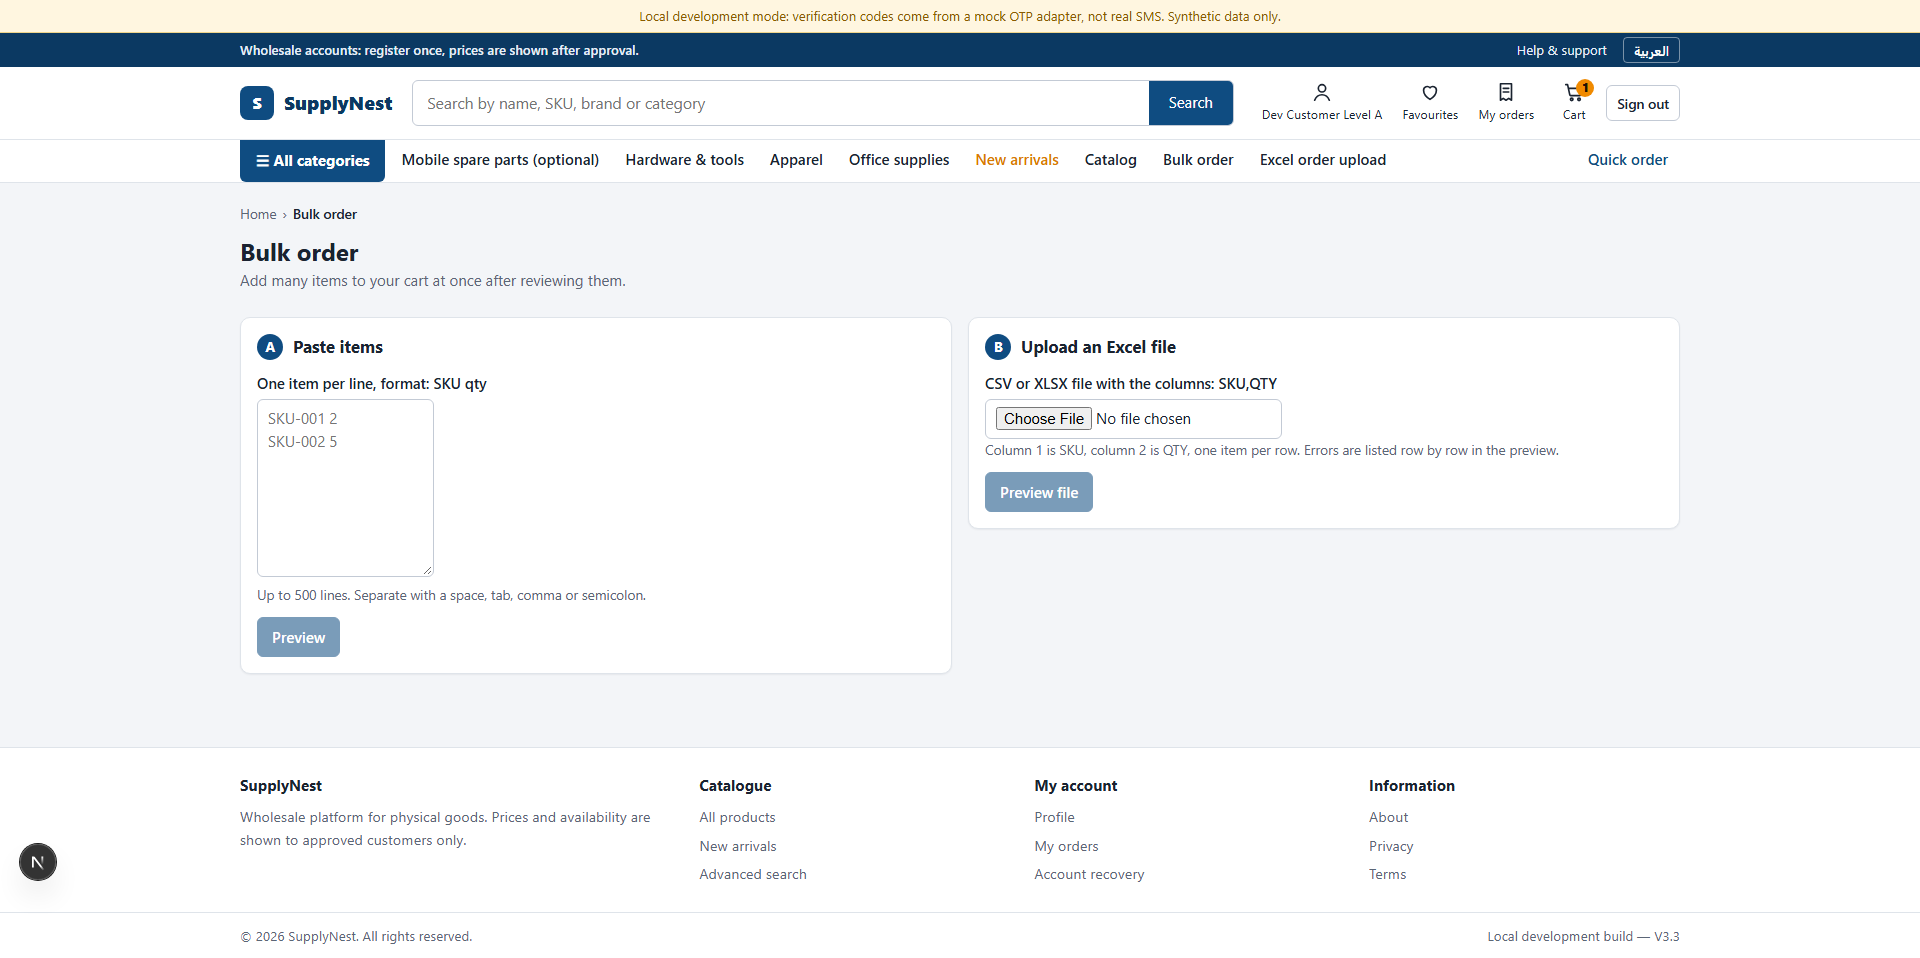 Local development mode: verification codes come from a mock OTP adapter, not real SMS. Synthetic data only.
Wholesale accounts: register once, prices are shown after approval.
Help & support
العربية
S
SupplyNest
Search by name, SKU, brand or category
Search
Dev Customer Level A
Favourites
My orders
1
Cart
Sign out
☰ All categories
Mobile spare parts (optional)
Hardware & tools
Apparel
Office supplies
New arrivals
Catalog
Bulk order
Excel order upload
Quick order
Home › Bulk order
Bulk order
Add many items to your cart at once after reviewing them.
A
Paste items
One item per line, format: SKU qty
SKU-001 2
SKU-002 5
Up to 500 lines. Separate with a space, tab, comma or semicolon.
Preview
B
Upload an Excel file
CSV or XLSX file with the columns: SKU,QTY
Choose File No file chosen
Column 1 is SKU, column 2 is QTY, one item per row. Errors are listed row by row in the preview.
Preview file
SupplyNest
Wholesale platform for physical goods. Prices and availability are
shown to approved customers only.
Catalogue
All products
New arrivals
Advanced search
My account
Profile
My orders
Account recovery
Information
About
Privacy
Terms
N
© 2026 SupplyNest. All rights reserved.
Local development build — V3.3